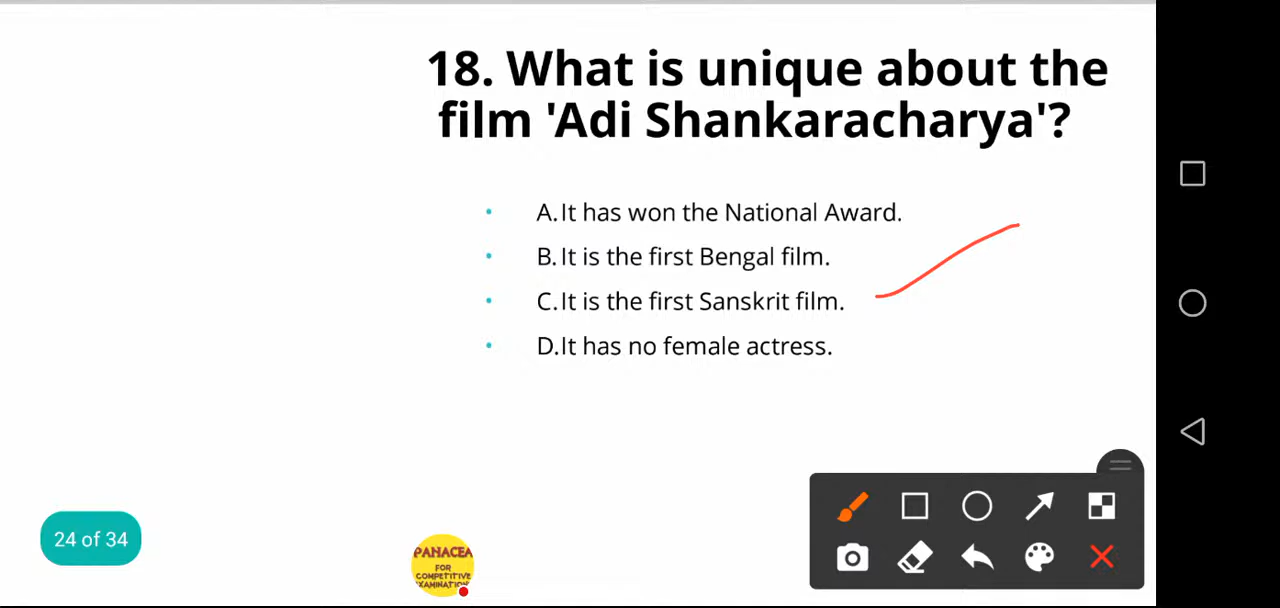 18. What is unique about the
film 'Adi Shankaracharya'?
• A.It has won the National Award.
• B.It is the first Bengal film.
• C.It is the first Sanskrit film.
• D.It has no female actress.
24 of 34
PANACEA
FOR
COMPETITIVE